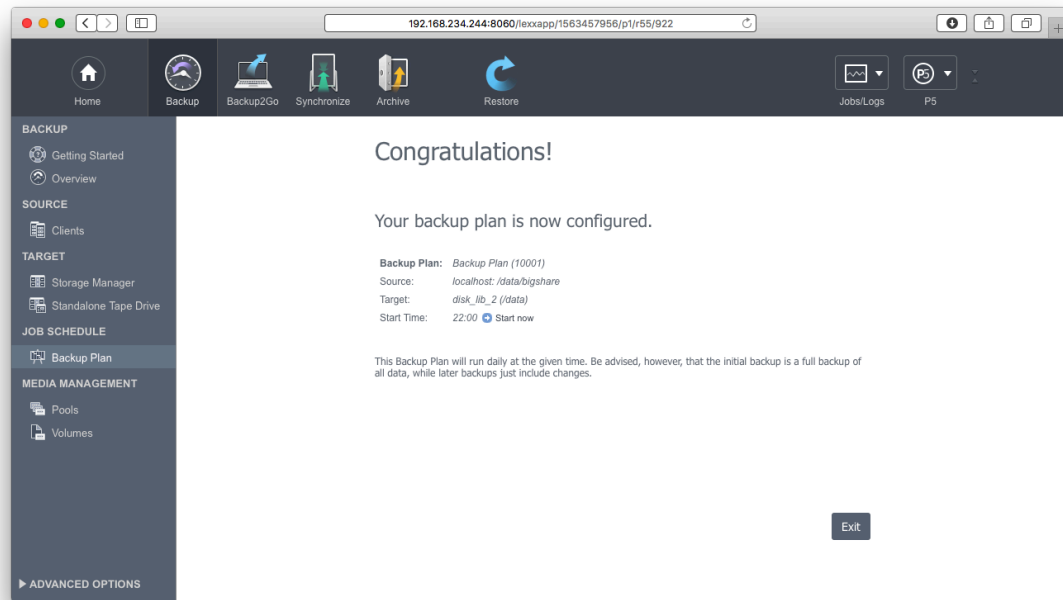 192.168.234.244:8060/lexxapp/1563457956/p1/r55/922
Home
Backup
Backup2Go
Synchronize
Archive
Restore
Jobs/Logs
P5
P5
BACKUP
Getting Started
Overview
SOURCE
Clients
TARGET
Storage Manager
Standalone Tape Drive
JOB SCHEDULE
Backup Plan
MEDIA MANAGEMENT
Pools
Volumes
ADVANCED OPTIONS
Congratulations!
Your backup plan is now configured.
Backup Plan: Backup Plan (10001)
Source: localhost: /data/bigshare
Target: disk_lib_2 (/data)
Start Time: 22:00 Start now
This Backup Plan will run daily at the given time. Be advised, however, that the initial backup is a full backup of
all data, while later backups just include changes.
Exit